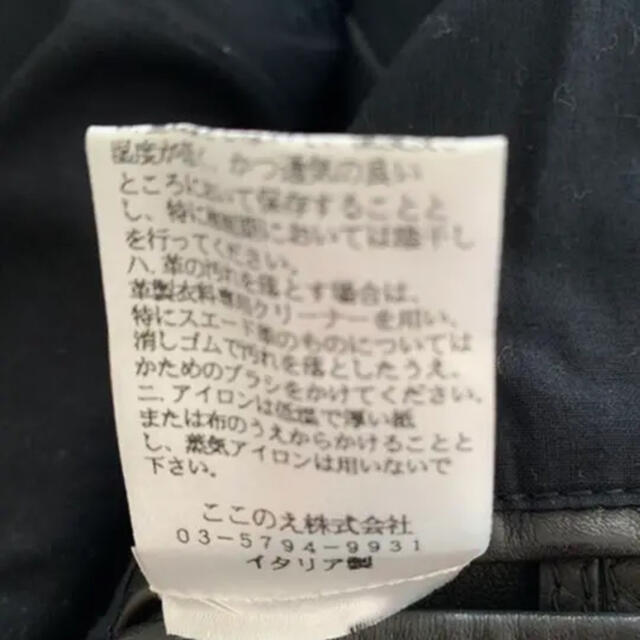 湿度が低く、かつ通気の良い
ところにおいて保存することと
し、特に梅雨期においては陰干し
を行ってください。
ハ、革の汚れを落とす場合は、
革製衣料専用クリーナーを用い、
特にスエード革のものについては
消しゴムで汚れを落としたうえ、
かためのブラシをかけてください。
ニ、アイロンは低温で厚い紙
または布のうえからかけることと
し、蒸気アイロンは用いないで
下さい。
ここのえ株式会社
03-5794-9931
イタリア製